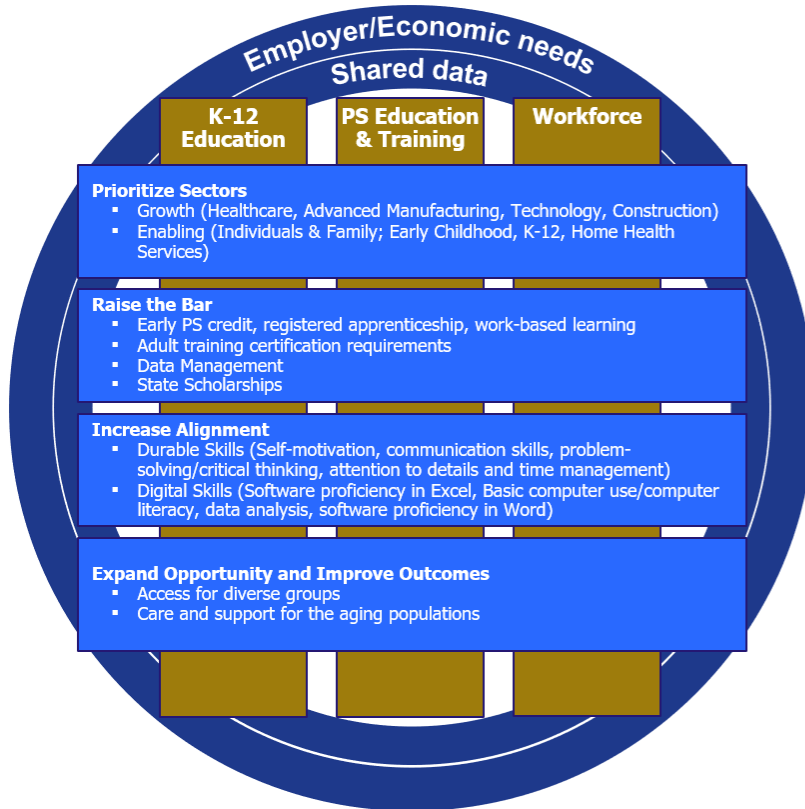 Employer/Economic needs
Shared data
K-12
Education
PS Education
& Training
Workforce
Prioritize Sectors
▪ Growth (Healthcare, Advanced Manufacturing, Technology, Construction)
▪ Enabling (Individuals & Family; Early Childhood, K-12, Home Health
Services)
Raise the Bar
▪ Early PS credit, registered apprenticeship, work-based learning
▪ Adult training certification requirements
▪ Data Management
▪ State Scholarships
Increase Alignment
▪ Durable Skills (Self-motivation, communication skills, problem-
solving/critical thinking, attention to details and time management)
▪ Digital Skills (Software proficiency in Excel, Basic computer use/computer
literacy, data analysis, software proficiency in Word)
Expand Opportunity and Improve Outcomes
▪ Access for diverse groups
▪ Care and support for the aging populations